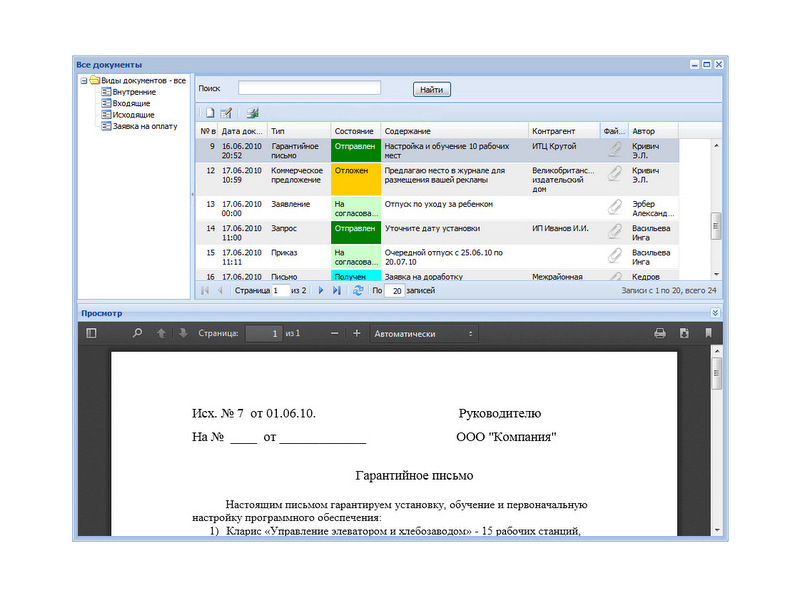 Все документы
Виды документов - все
Внутренние
Входящие
Исходящие
Заявка на оплату
Поиск
Найти
№ в Дата док... Тип Состояние Содержание Контрагент Фай... Автор
9 16.06.2010 20:52 Гарантийное письмо Отправлен Настройка и обучение 10 рабочих мест ИТЦ Крутой Кривич Э.Л.
12 17.06.2010 10:59 Коммерческое предложение Отложен Предлагаю место в журнале для размещения вашей рекламы Великобританс... издательский дом Кривич Э.Л.
13 17.06.2010 00:00 Заявление На согласова... Отпуск по уходу за ребенком Эрбер Александ...
14 17.06.2010 11:00 Запрос Отправлен Уточните дату установки ИП Иванов И.И. Васильева Инга
15 17.06.2010 11:11 Приказ На согласова... Очередной отпуск с 25.06.10 по 20.07.10 Васильева Инга
16 17.06.2010 Письмо Получен Заявка на доработку Межрайонная Кедров
Страница 1 из 2 По 20 записей Записи с 1 по 20, всего 24
Просмотр
Страница: 1 из 1 Автоматически
Исх. № 7 от 01.06.10. Руководителю
На № ____ от _____________ ООО "Компания"
Гарантийное письмо
Настоящим письмом гарантируем установку, обучение и первоначальную
настройку программного обеспечения:
1) Кларис «Управление элеватором и хлебозаводом» - 15 рабочих станций,